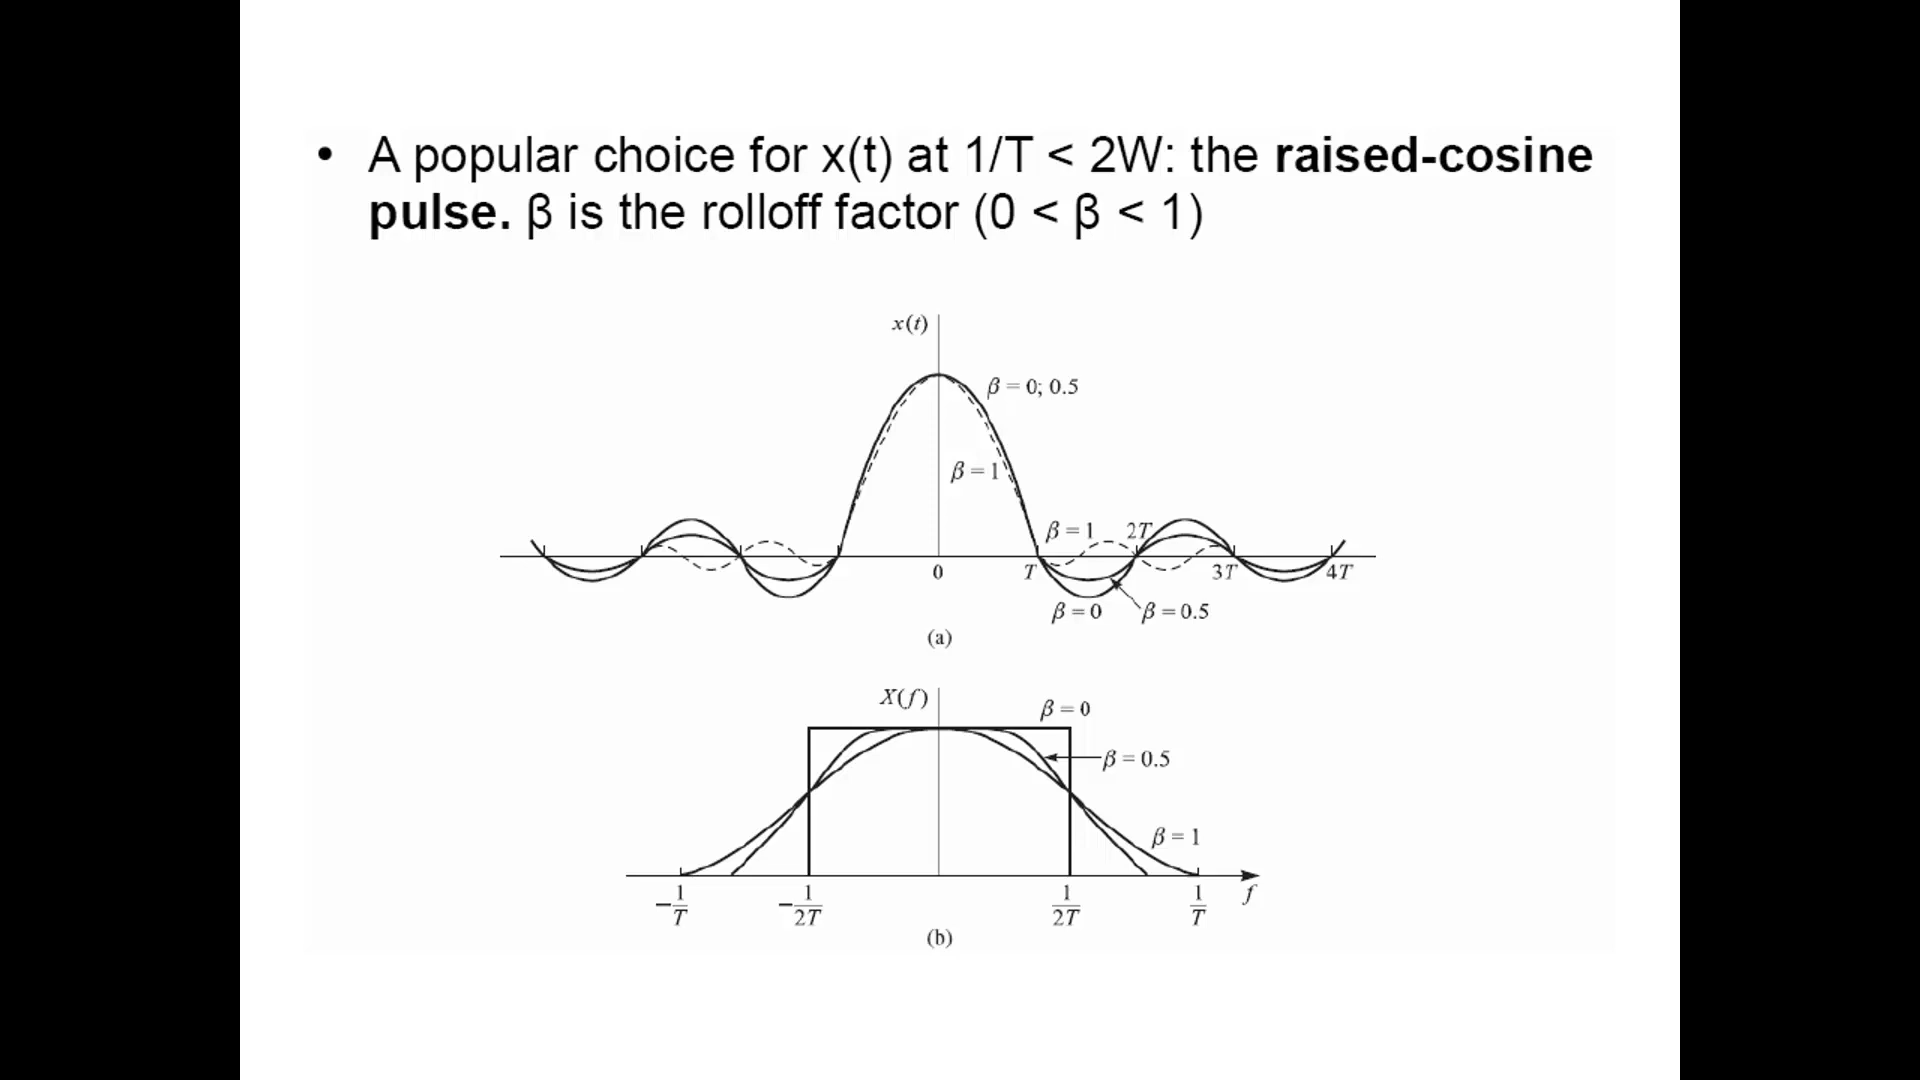 • A popular choice for x(t) at 1/T < 2W: the raised-cosine
pulse. β is the rolloff factor (0 < β < 1)
x(t)
β = 0; 0.5
β = 1
β = 1
2T
0
T
3T
4T
β = 0
β = 0.5
(a)
X(f)
β = 0
β = 0.5
β = 1
−1/T
−1/2T
1/2T
1/T
f
(b)